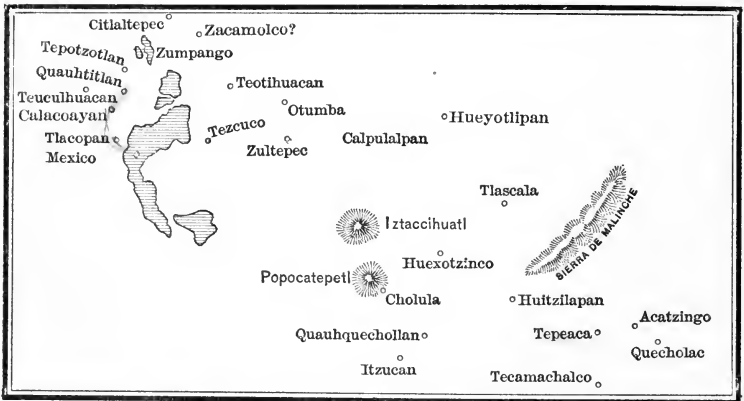 Citlaltepec
Zacamolco?
Tepotzotlan
Zumpango
Quauhtitlan
Teotihuacan
Teuculhuacan
Otumba
Calacoayan
Hueyotlipan
Tlacopan
Tezcuco
Calpulalpan
Mexico
Zultepec
Tlascala
Iztaccihuatl
SIERRA DE MALINCHE
Huexotzinco
Popocatepetl
Cholula
Huitzilapan
Acatzingo
Quauhquechollan
Tepeaca
Quecholac
Itzucan
Tecamachalco